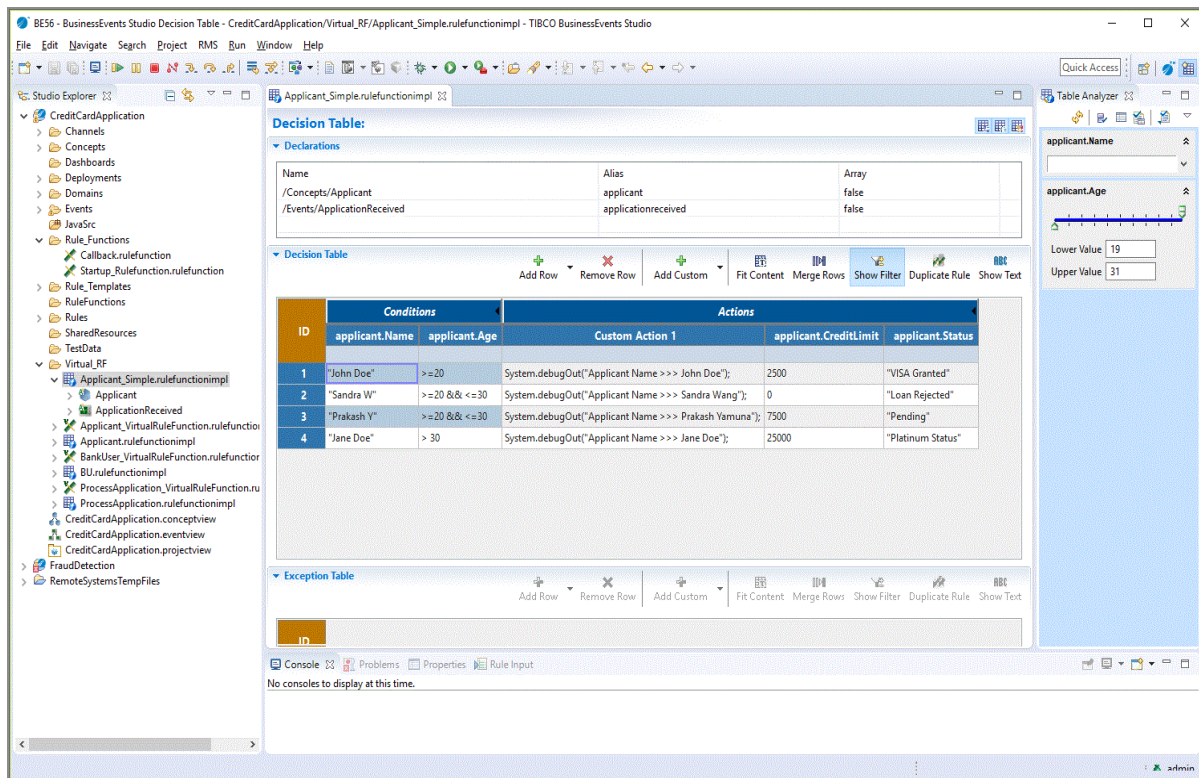 BE56 - BusinessEvents Studio Decision Table - CreditCardApplication/Virtual_RF/Applicant_Simple.rulefunctionimpl - TIBCO BusinessEvents Studio
File Edit Navigate Search Project RMS Run Window Help
Quick Access
Studio Explorer
CreditCardApplication
Channels
Concepts
Dashboards
Deployments
Domains
Events
JavaSrc
Rule_Functions
Callback.rulefunction
Startup_Rulefunction.rulefunction
Rule_Templates
RuleFunctions
Rules
SharedResources
TestData
Virtual_RF
Applicant_Simple.rulefunctionimpl
Applicant
ApplicationReceived
Applicant_VirtualRuleFunction.rulefunctio
Applicant.rulefunctionimpl
BankUser_VirtualRuleFunction.rulefunction
BU.rulefunctionimpl
ProcessApplication_VirtualRuleFunction.ru
ProcessApplication.rulefunctionimpl
CreditCardApplication.conceptview
CreditCardApplication.eventview
CreditCardApplication.projectview
FraudDetection
RemoteSystemsTempFiles
Applicant_Simple.rulefunctionimpl
Decision Table:
Declarations
Name Alias Array
/Concepts/Applicant applicant false
/Events/ApplicationReceived applicationreceived false
Decision Table
Add Row Remove Row Add Custom Fit Content Merge Rows Show Filter Duplicate Rule Show Text
ID Conditions Actions
applicant.Name applicant.Age Custom Action 1 applicant.CreditLimit applicant.Status
1 "John Doe" >=20 System.debugOut("Applicant Name >>> John Doe"); 2500 "VISA Granted"
2 "Sandra W" >=20 && <=30 System.debugOut("Applicant Name >>> Sandra Wang"); 0 "Loan Rejected"
3 "Prakash Y" >=20 && <=30 System.debugOut("Applicant Name >>> Prakash Yamuna"); 7500 "Pending"
4 "Jane Doe" > 30 System.debugOut("Applicant Name >>> Jane Doe"); 25000 "Platinum Status"
Exception Table
Add Row Remove Row Add Custom Fit Content Merge Rows Show Filter Duplicate Rule Show Text
ID
Console Problems Properties Rule Input
No consoles to display at this time.
Table Analyzer
applicant.Name
applicant.Age
Lower Value 19
Upper Value 31
admin